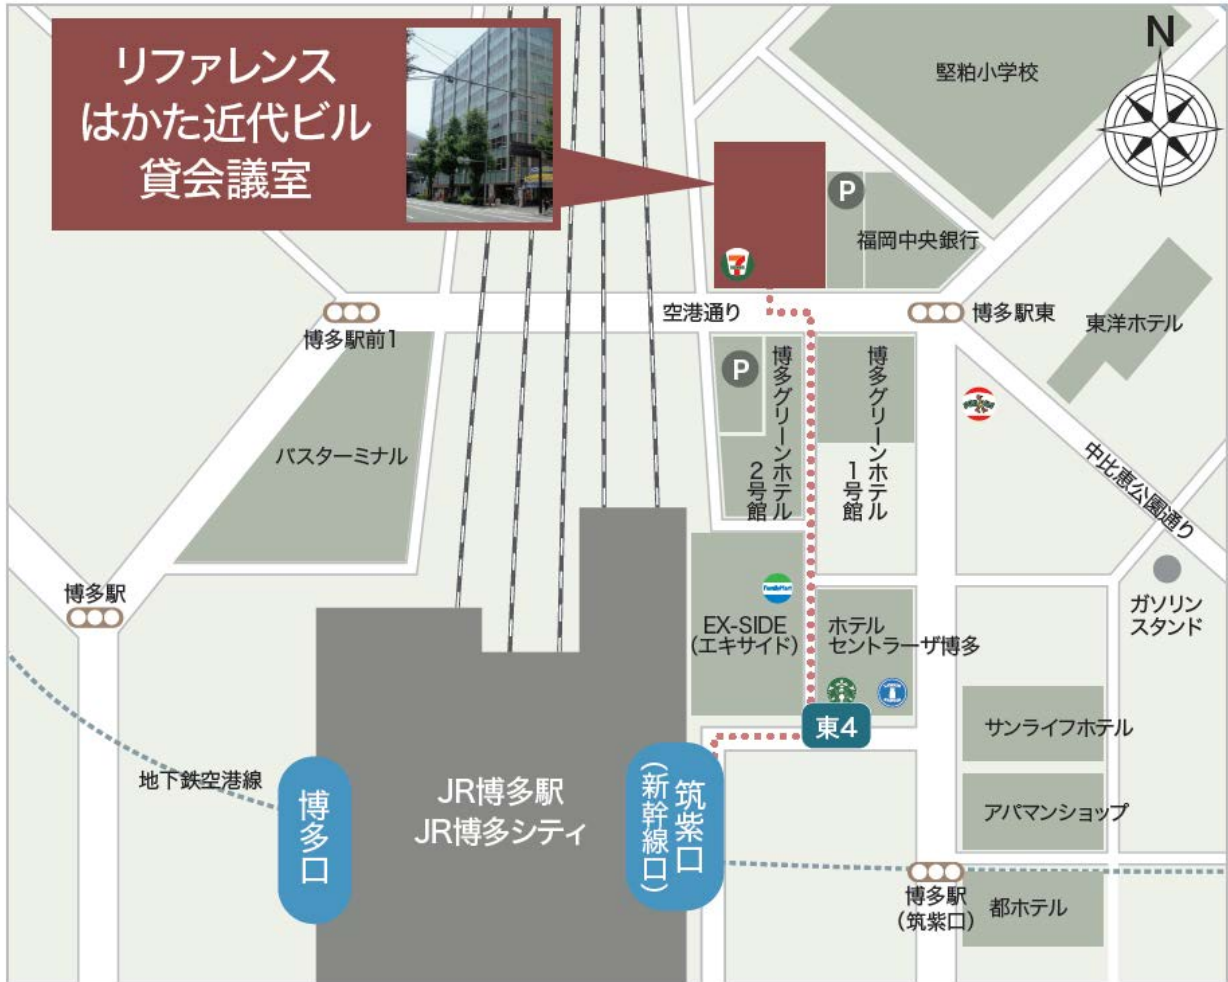 リファレンス
はかた近代ビル
貸会議室
N
堅粕小学校
P
福岡中央銀行
7
空港通り
博多駅東
東洋ホテル
博多駅前1
P
博多グリーンホテル
2号館
博多グリーンホテル
1号館
バスターミナル
中比恵公園通り
博多駅
FamilyMart
EX-SIDE
(エキサイド)
ホテル
セントラーザ博多
ガソリン
スタンド
東4
サンライフホテル
地下鉄空港線
博多口
JR博多駅
JR博多シティ
筑紫口
(新幹線口)
アパマンショップ
博多駅
(筑紫口)
都ホテル